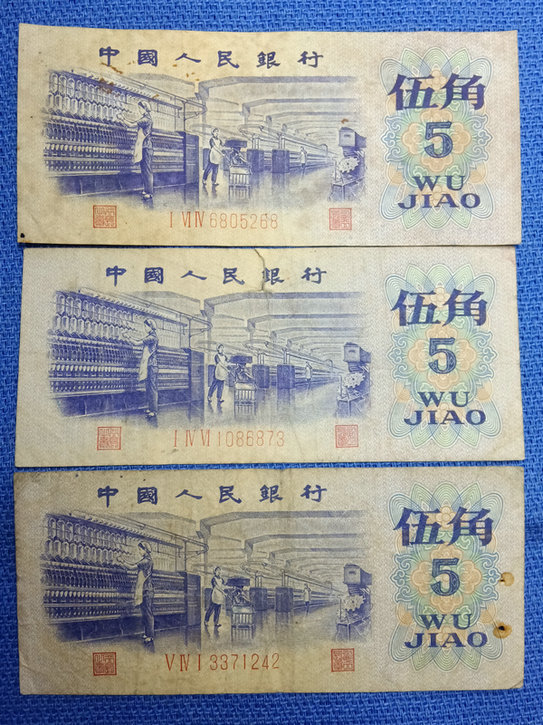 中國人民銀行
伍角
5
WU
JIAO
I VII IV 6805268
中國人民銀行
伍角
5
WU
JIAO
I IV VI 1086873
中國人民銀行
伍角
5
WU
JIAO
V IV I 3371242